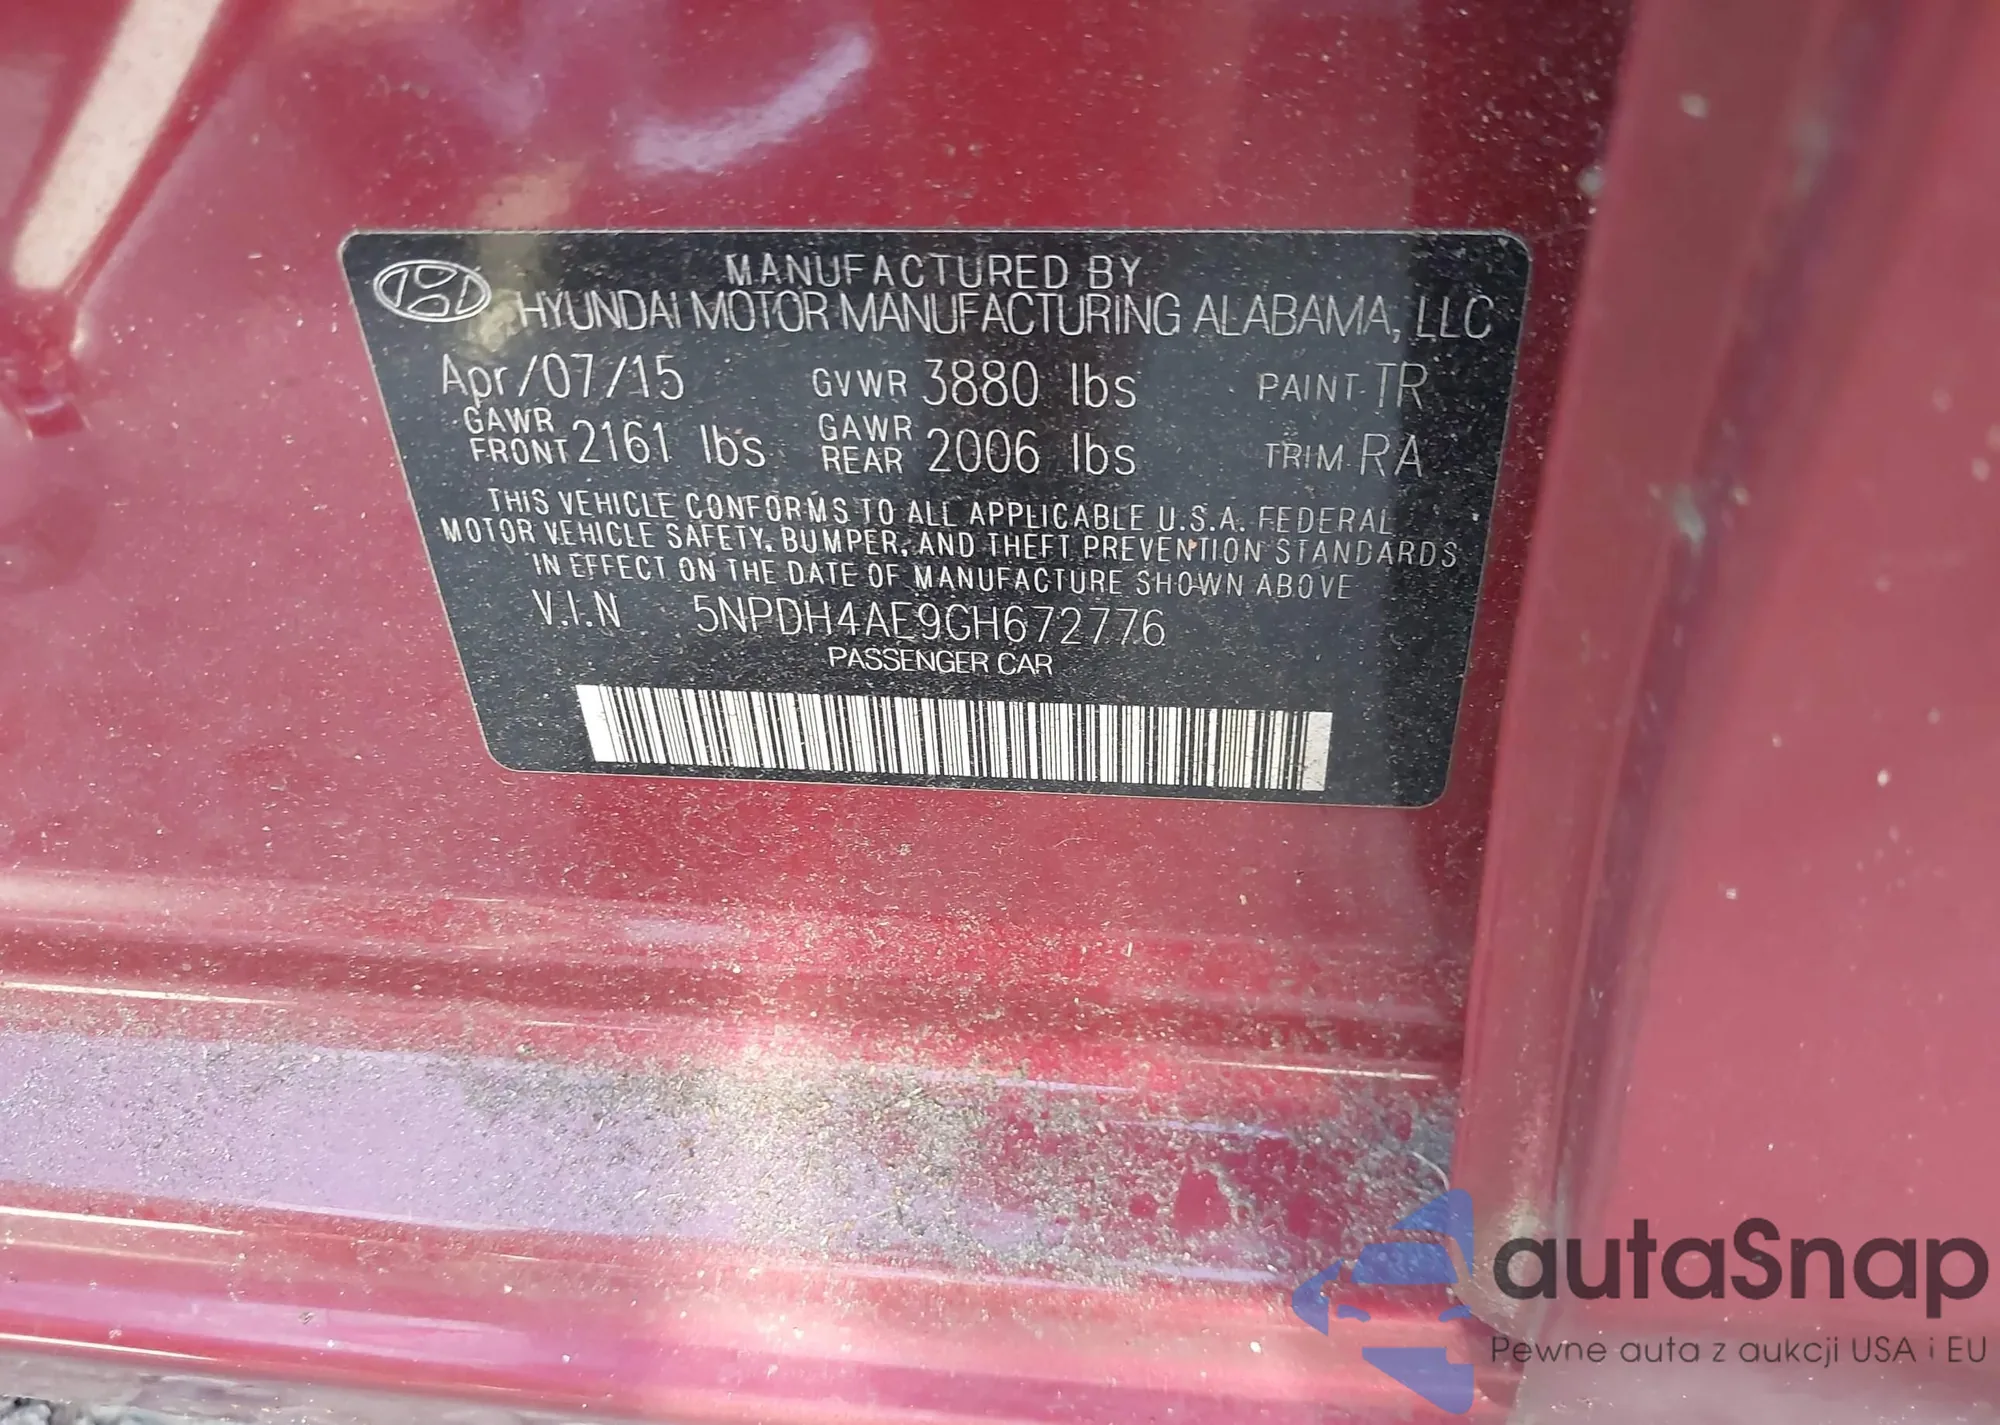 MANUFACTURED BY
HYUNDAI MOTOR MANUFACTURING ALABAMA, LLC
Apr/07/15 GVWR 3880 lbs PAINT TR
GAWR FRONT 2161 lbs GAWR REAR 2006 lbs TRIM RA
THIS VEHICLE CONFORMS TO ALL APPLICABLE U.S.A. FEDERAL
MOTOR VEHICLE SAFETY, BUMPER, AND THEFT PREVENTION STANDARDS
IN EFFECT ON THE DATE OF MANUFACTURE SHOWN ABOVE
V.I.N 5NPDH4AE9GH672776
PASSENGER CAR
autaSnap
Pewne auta z aukcji USA i EU